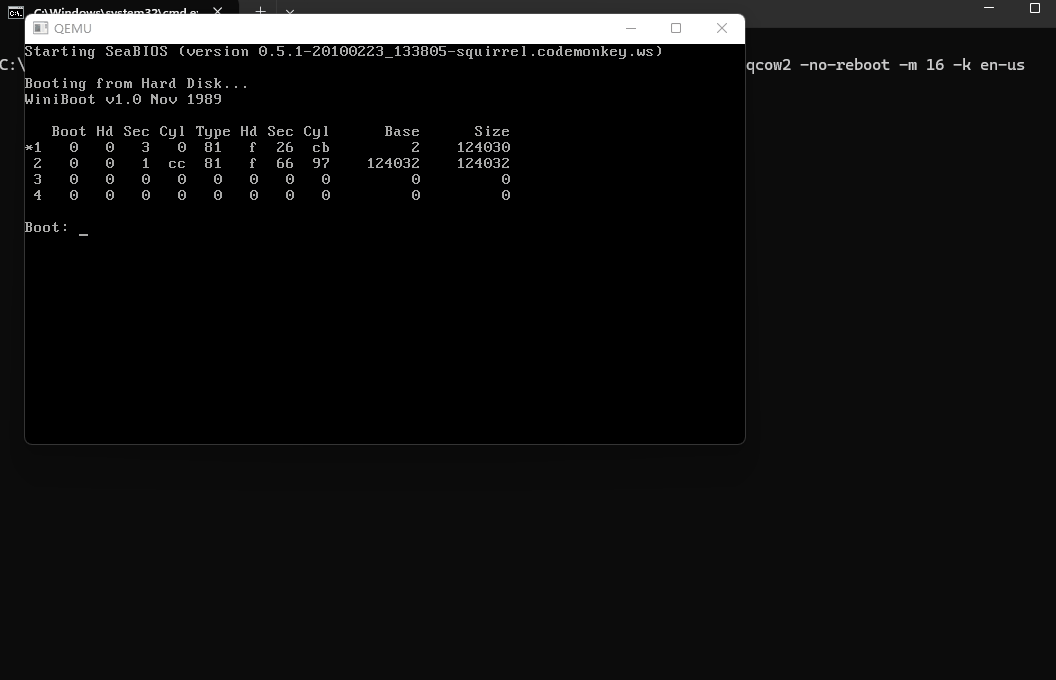 C:\Windows\system32\cmd.e
QEMU
Starting SeaBIOS (version 0.5.1-20100223_133805-squirrel.codemonkey.ws)
C:\
qcow2 -no-reboot -m 16 -k en-us
Booting from Hard Disk...
WiniBoot v1.0 Nov 1989
Boot Hd Sec Cyl Type Hd Sec Cyl Base Size
*1 0 0 3 0 81 f 26 cb 2 124030
2 0 0 1 cc 81 f 66 97 124032 124032
3 0 0 0 0 0 0 0 0 0 0
4 0 0 0 0 0 0 0 0 0 0
Boot: _